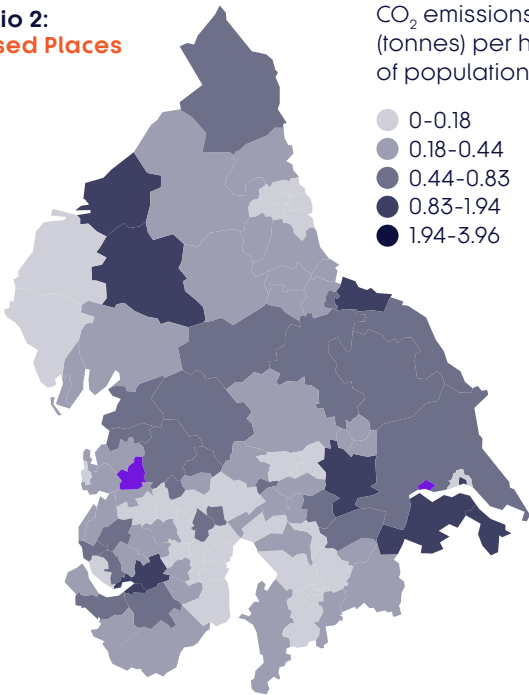 io 2:
sed Places
CO₂ emissions
(tonnes) per h
of population
0-0.18
0.18-0.44
0.44-0.83
0.83-1.94
1.94-3.96